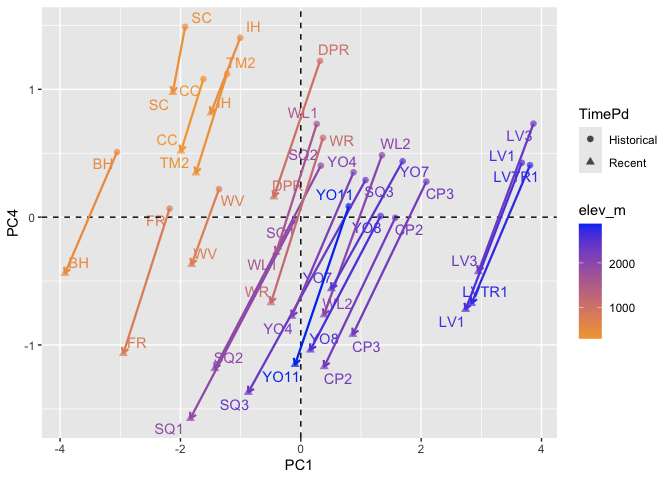 SC
IH
DPR
TM2
CC
1
SC
IH
WL1
LV3
CC
WR
WL2
SQ2
YO4
LV1
BH
TM2
YO7
LVTR1
DPR
SQ3
YO11
CP3
WV
FR
0
SQ1
YO8
CP2
WV
BH
WL1
LV3
YO7
WR
LVTR1
WL2
YO4
LV1
FR
YO8
CP3
-1
SQ2
YO11
CP2
SQ3
SQ1
-4
-2
0
2
4
PC1
PC4
TimePd
Historical
Recent
elev_m
2000
1000